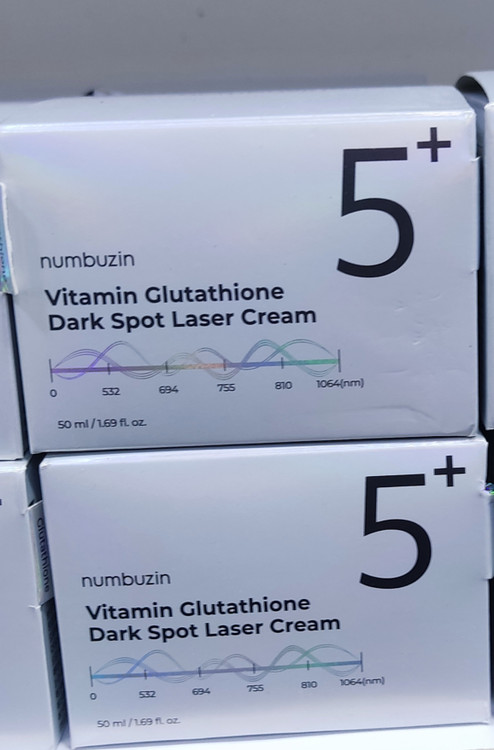 5+
numbuzin
Vitamin Glutathione
Dark Spot Laser Cream
0 532 694 755 810 1064(nm)
50 ml / 1.69 fl. oz.
5+
Glutathione
numbuzin
Vitamin Glutathione
Dark Spot Laser Cream
0 532 694 755 810 1064(nm)
50 ml / 1.69 fl. oz.